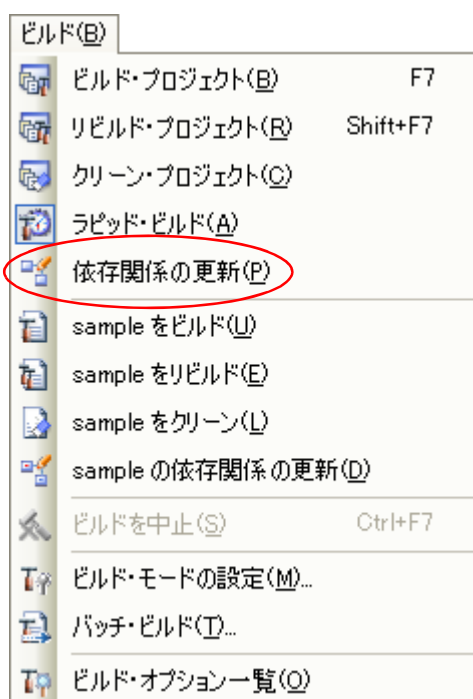 ビルド(B)
ビルド・プロジェクト(B) F7
リビルド・プロジェクト(R) Shift+F7
クリーン・プロジェクト(C)
ラピッド・ビルド(A)
依存関係の更新(P)
sample をビルド(U)
sample をリビルド(E)
sample をクリーン(L)
sample の依存関係の更新(D)
ビルドを中止(S) Ctrl+F7
ビルド・モードの設定(M)...
バッチ・ビルド(T)...
ビルド・オプション一覧(O)